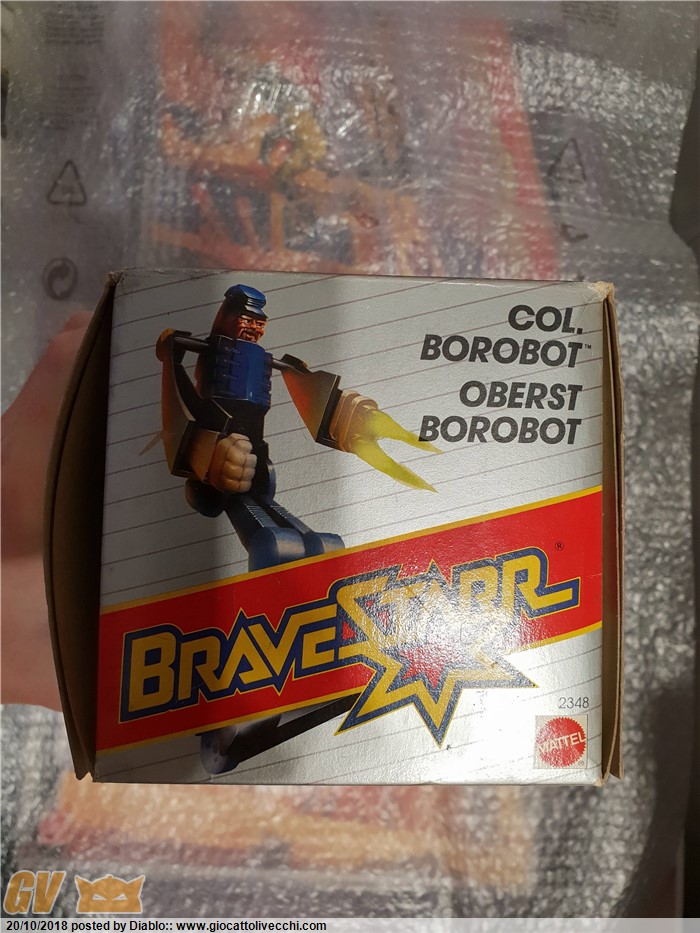 COL.
BOROBOT™
OBERST
BOROBOT
BRAVESTARR®
2348
MATTEL
GV
20/10/2018 posted by Diablo:: www.giocattolivecchi.com